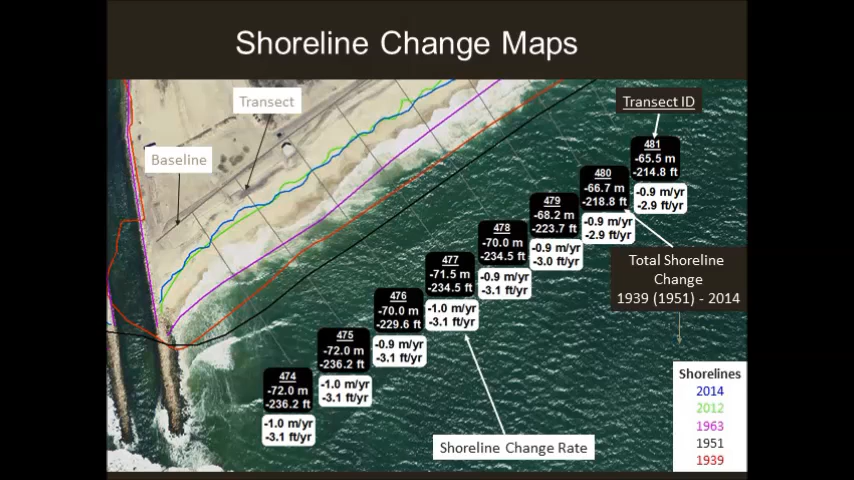 Shoreline Change Maps
Transect
Transect ID
Baseline
481
-65.5 m
-214.8 ft
-0.9 m/yr
-2.9 ft/yr
480
-66.7 m
-218.8 ft
-0.9 m/yr
-2.9 ft/yr
479
-68.2 m
-223.7 ft
-0.9 m/yr
-3.0 ft/yr
478
-70.0 m
-234.5 ft
-0.9 m/yr
-3.1 ft/yr
477
-71.5 m
-234.5 ft
-1.0 m/yr
-3.1 ft/yr
476
-70.0 m
-229.6 ft
-0.9 m/yr
-3.1 ft/yr
475
-72.0 m
-236.2 ft
-1.0 m/yr
-3.1 ft/yr
474
-72.0 m
-236.2 ft
-1.0 m/yr
-3.1 ft/yr
Total Shoreline
Change
1939 (1951) - 2014
Shoreline Change Rate
Shorelines
2014
2012
1963
1951
1939